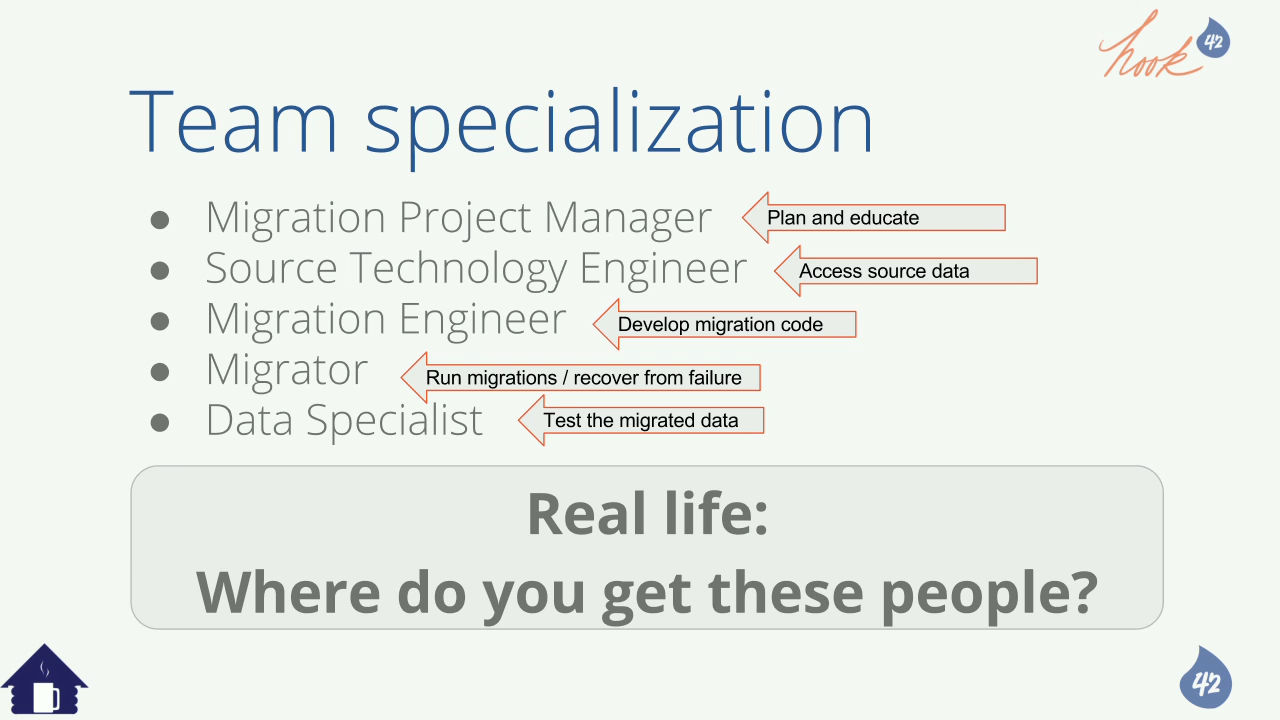 hook 42
Team specialization
● Migration Project Manager
Plan and educate
● Source Technology Engineer
Access source data
● Migration Engineer
Develop migration code
● Migrator
Run migrations / recover from failure
● Data Specialist
Test the migrated data
Real life:
Where do you get these people?
42